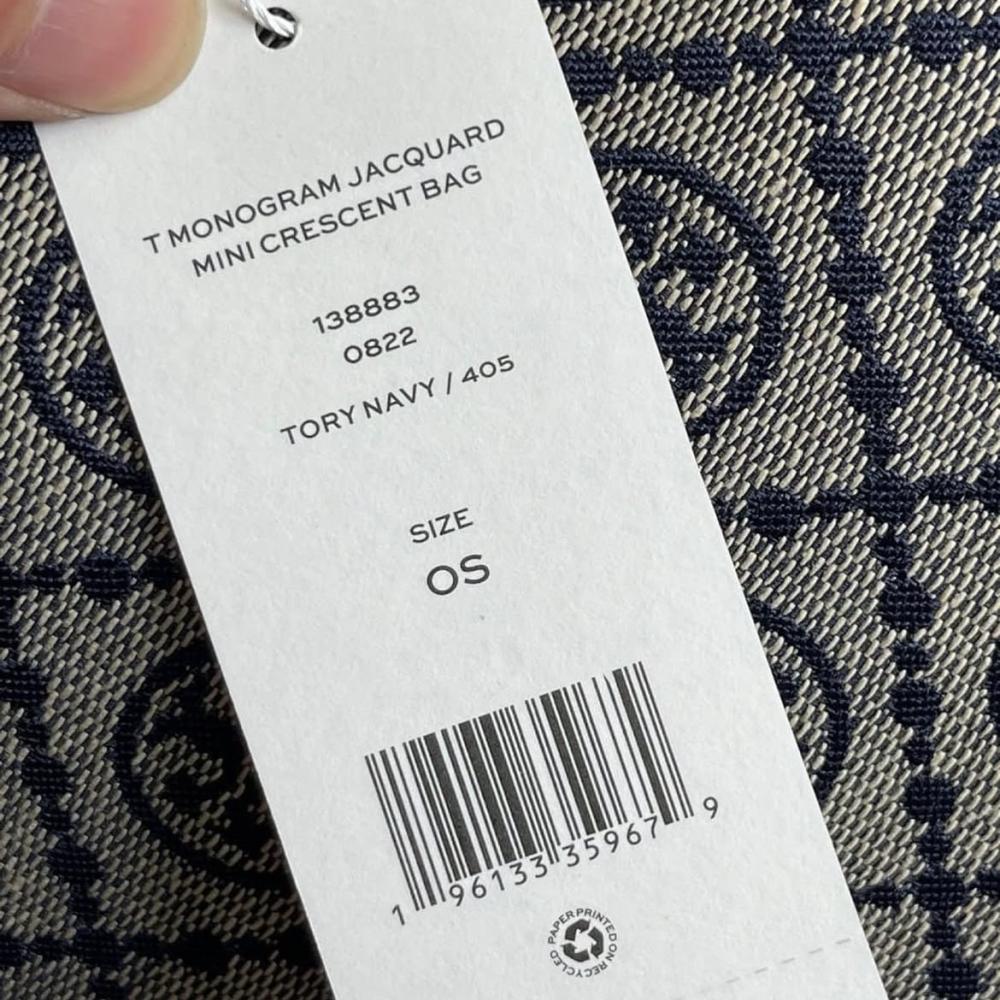 T MONOGRAM JACQUARD
MINI CRESCENT BAG
138883
0822
TORY NAVY / 405
SIZE
OS
1 96133 35967 9
PAPER PRINTED ON RECYCLED